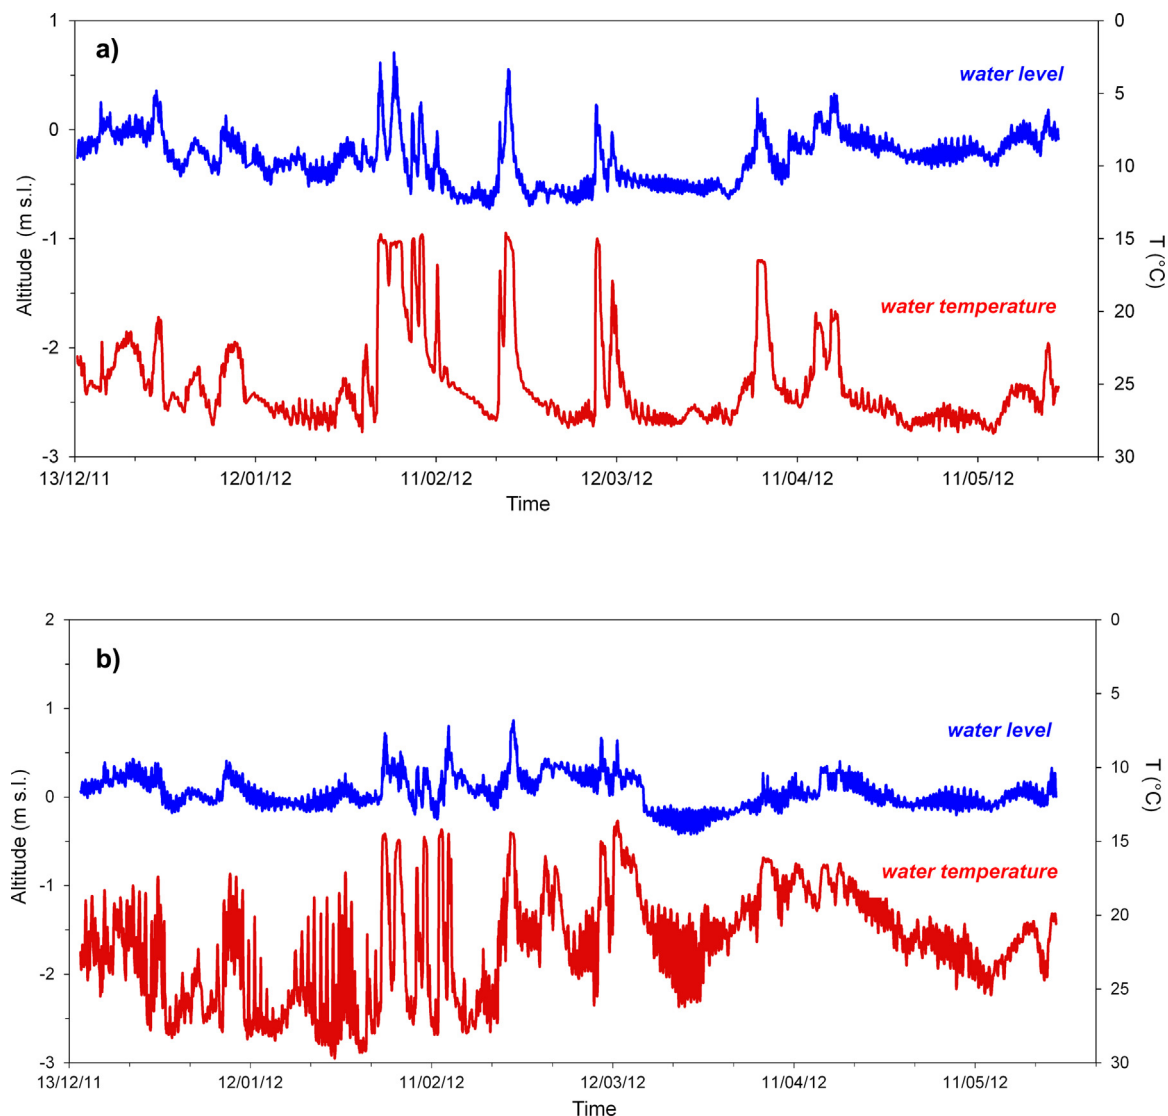 a)
water level
water temperature
Altitude (m s.l.)
1
0
-1
-2
-3
0
5
10
15
20
25
30
T (°C)
13/12/11 12/01/12 11/02/12 12/03/12 11/04/12 11/05/12
Time
b)
water level
water temperature
Altitude (m s.l.)
2
1
0
-1
-2
-3
0
5
10
15
20
25
30
T (°C)
13/12/11 12/01/12 11/02/12 12/03/12 11/04/12 11/05/12
Time